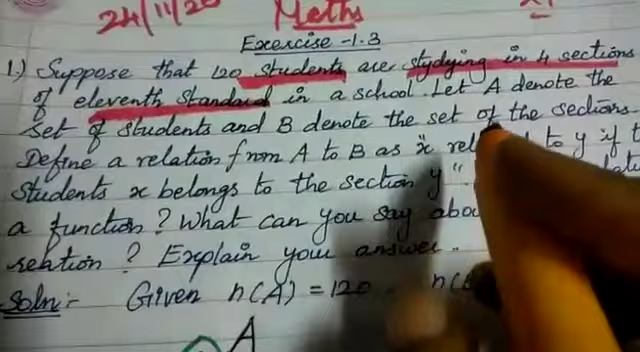 24/11/20 Maths
Exercise - 1.3
1.) Suppose that 120 students are stydying in 4 sections
of eleventh standard in a school. Let A denote the
set of students and B denote the set of the sections.
Define a relation from A to B as "x rel to y if
students x belongs to the section y".
a function? What can you say abou
reation? Explain your answer.
Soln:- Given n(A) = 120
A